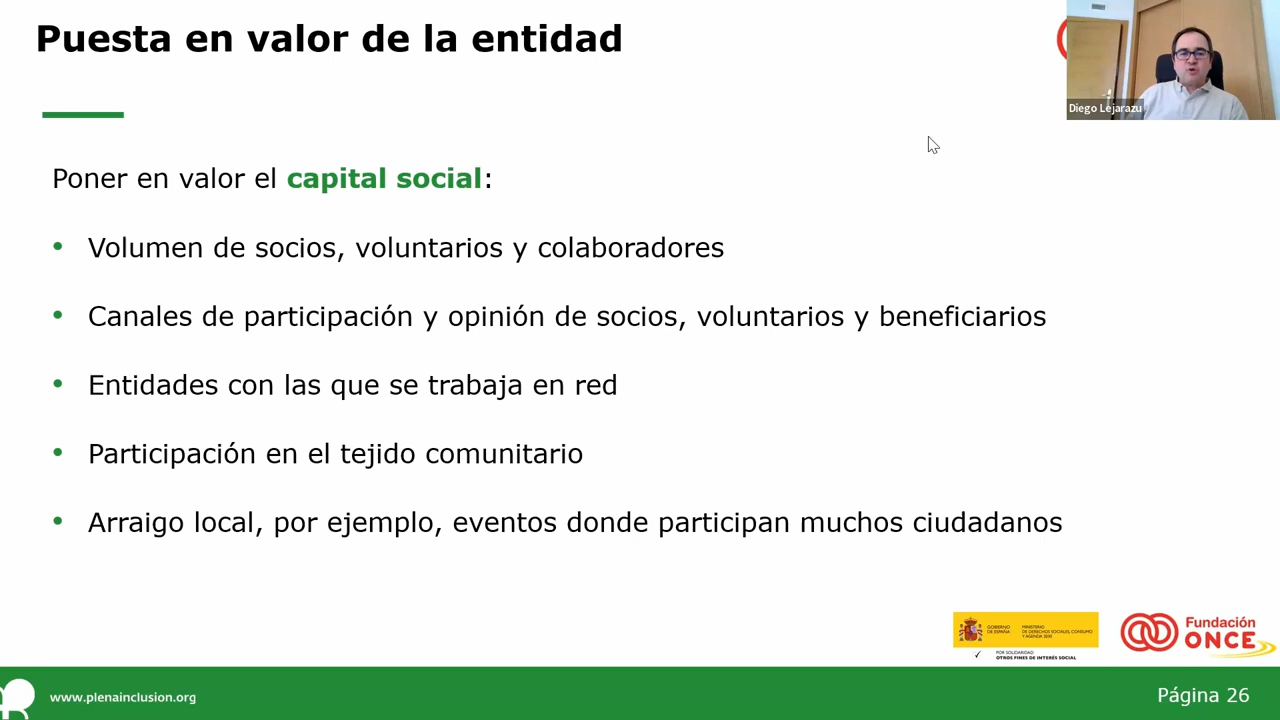 Puesta en valor de la entidad
Diego Lejarazu
Poner en valor el capital social:
• Volumen de socios, voluntarios y colaboradores
• Canales de participación y opinión de socios, voluntarios y beneficiarios
• Entidades con las que se trabaja en red
• Participación en el tejido comunitario
• Arraigo local, por ejemplo, eventos donde participan muchos ciudadanos
GOBIERNO
DE ESPAÑA
MINISTERIO
DE DERECHOS SOCIALES, CONSUMO
Y AGENDA 2030
POR SOLIDARIDAD
OTROS FINES DE INTERÉS SOCIAL
Fundación
ONCE
www.plenainclusion.org
Página 26